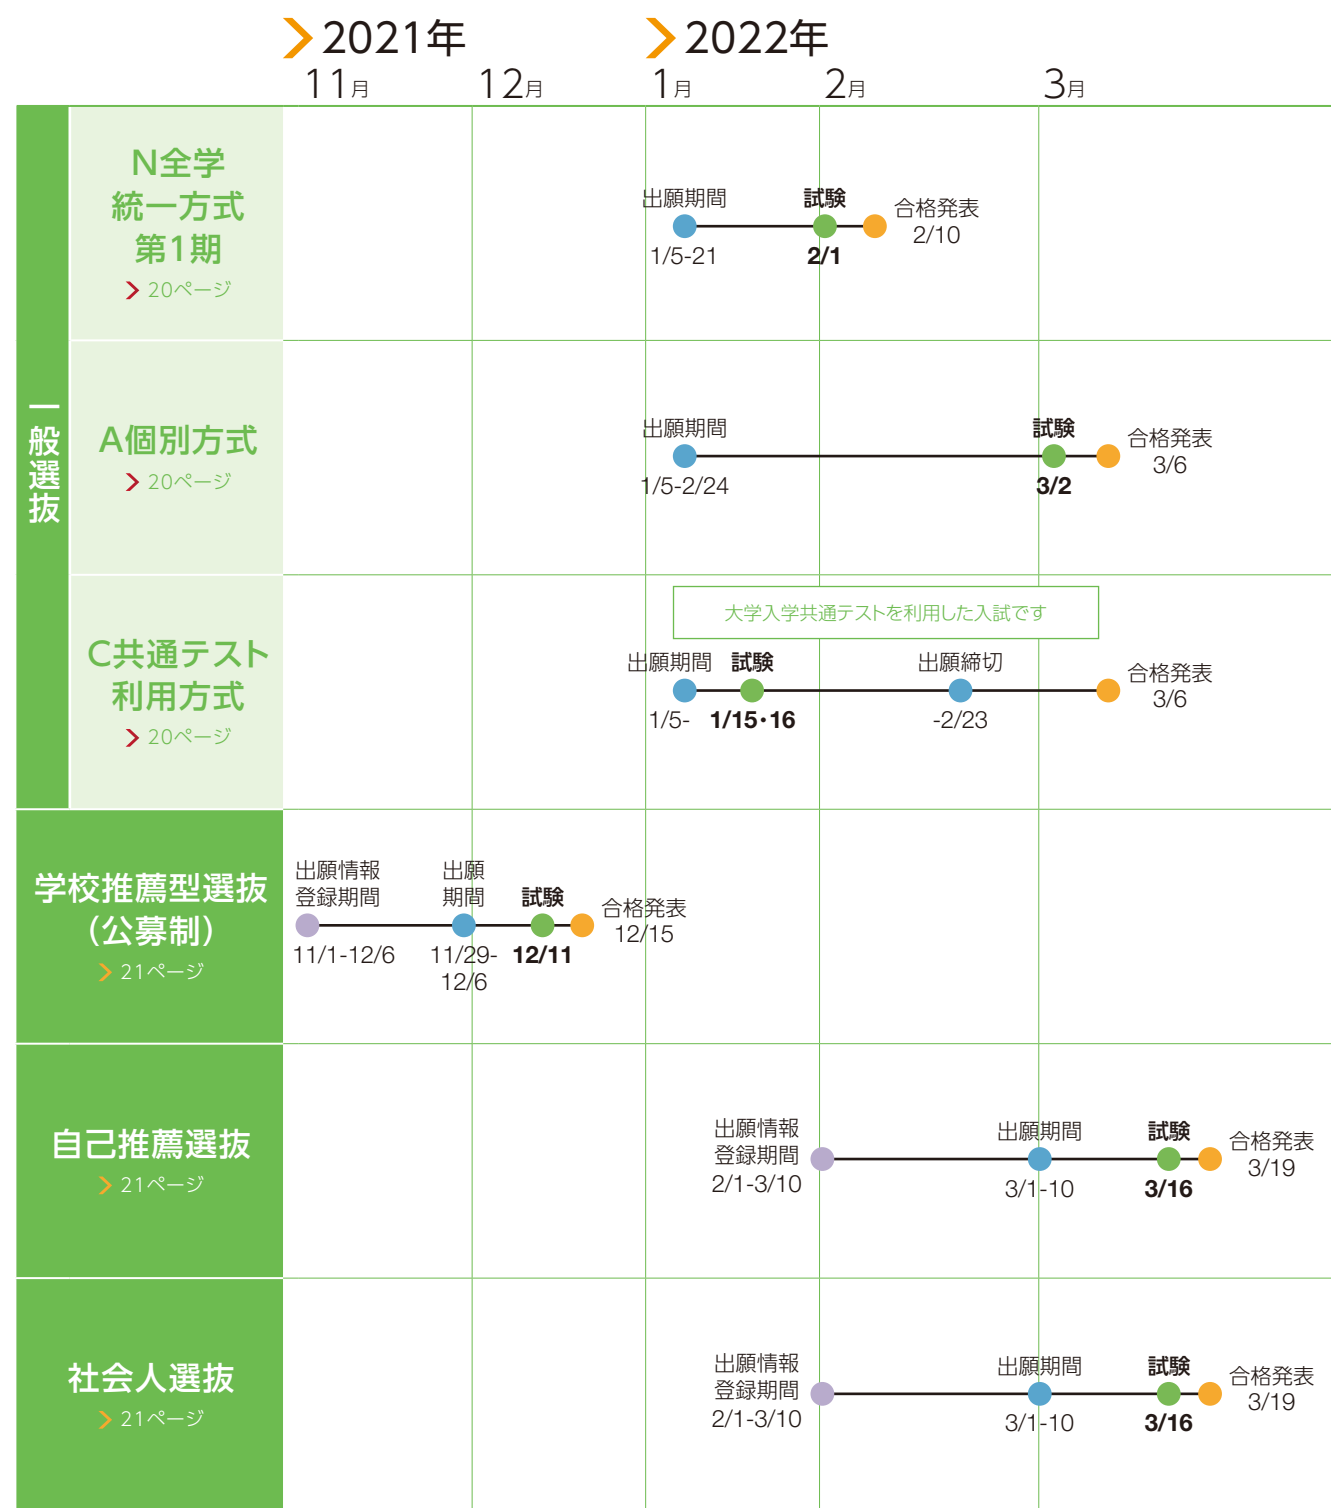 2021年
2022年
11月
12月
1月
2月
3月
一般選抜
N全学
統一方式
第1期
20ページ
出願期間
1/5-21
試験
2/1
合格発表
2/10
A個別方式
20ページ
出願期間
1/5-2/24
試験
3/2
合格発表
3/6
C共通テスト
利用方式
20ページ
大学入学共通テストを利用した入試です
出願期間
1/5-
試験
1/15・16
出願締切
-2/23
合格発表
3/6
学校推薦型選抜
（公募制）
21ページ
出願情報
登録期間
11/1-12/6
出願
期間
11/29-
12/6
試験
12/11
合格発表
12/15
自己推薦選抜
21ページ
出願情報
登録期間
2/1-3/10
出願期間
3/1-10
試験
3/16
合格発表
3/19
社会人選抜
21ページ
出願情報
登録期間
2/1-3/10
出願期間
3/1-10
試験
3/16
合格発表
3/19